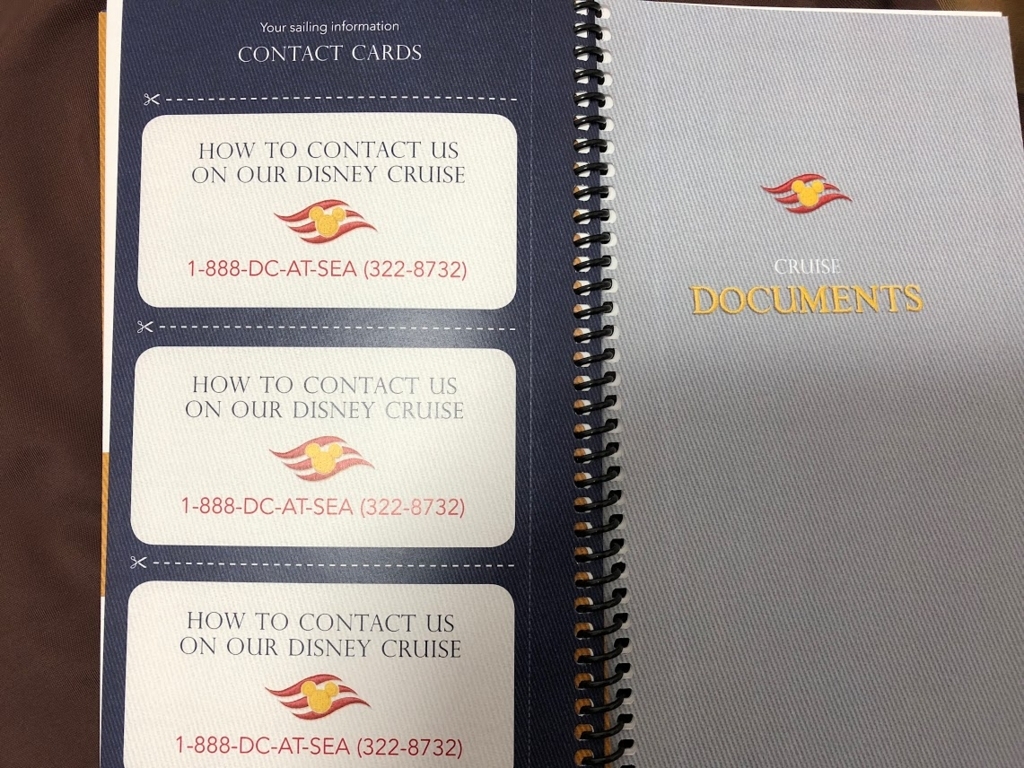 Your sailing information
CONTACT CARDS
HOW TO CONTACT US
ON OUR DISNEY CRUISE
1-888-DC-AT-SEA (322-8732)
HOW TO CONTACT US
ON OUR DISNEY CRUISE
1-888-DC-AT-SEA (322-8732)
HOW TO CONTACT US
ON OUR DISNEY CRUISE
1-888-DC-AT-SEA (322-8732)
CRUISE
DOCUMENTS